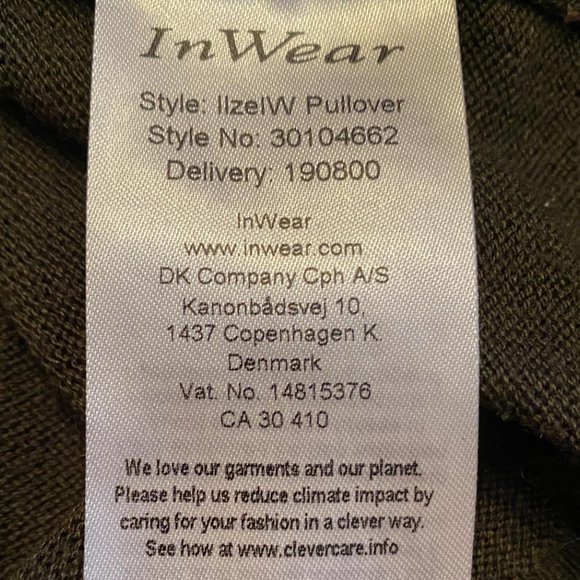 InWear
Style: IlzeIW Pullover
Style No: 30104662
Delivery: 190800
InWear
www.inwear.com
DK Company Cph A/S
Kanonbådsvej 10,
1437 Copenhagen K.
Denmark
Vat. No. 14815376
CA 30 410
We love our garments and our planet.
Please help us reduce climate impact by
caring for your fashion in a clever way.
See how at www.clevercare.info